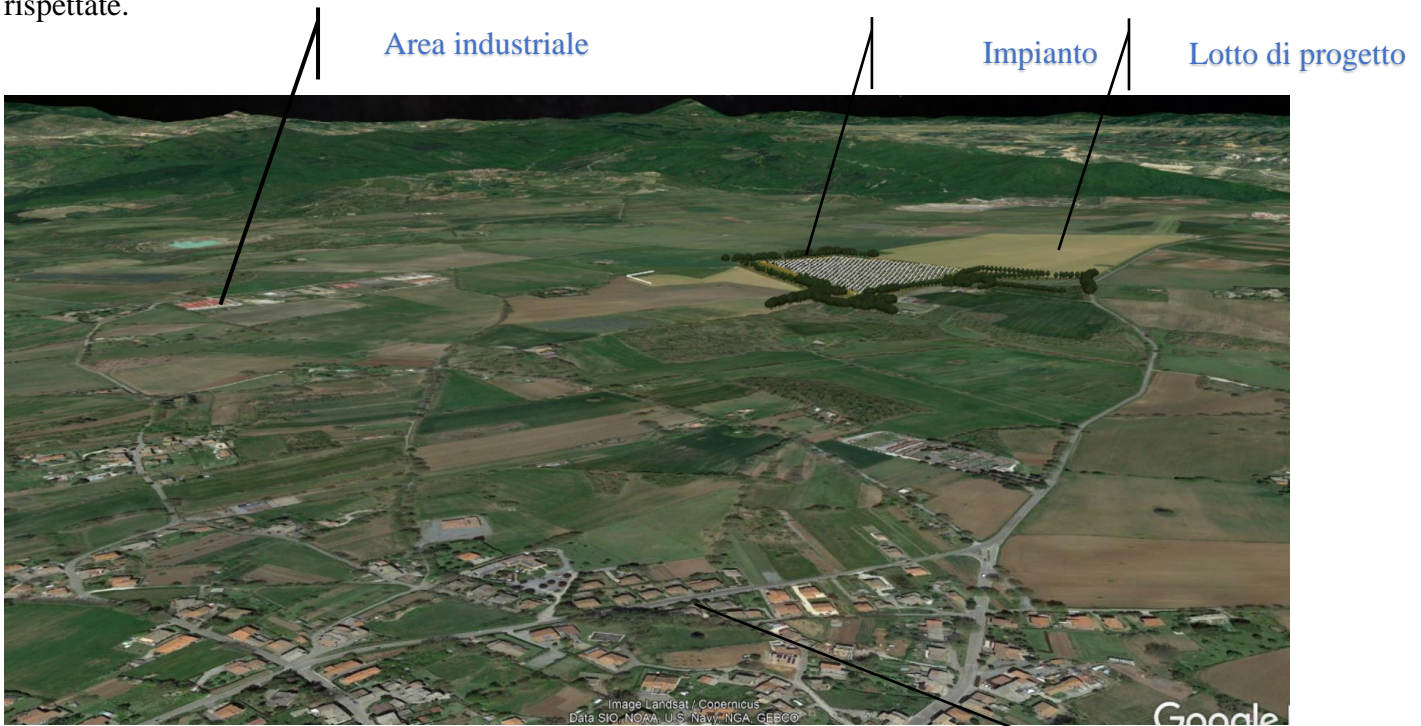 rispettate.
Area industriale
Impianto
Lotto di progetto
Image Landsat / Copernicus
Data SIO, NOAA, U.S. Navy, NGA, GEBCO
Google